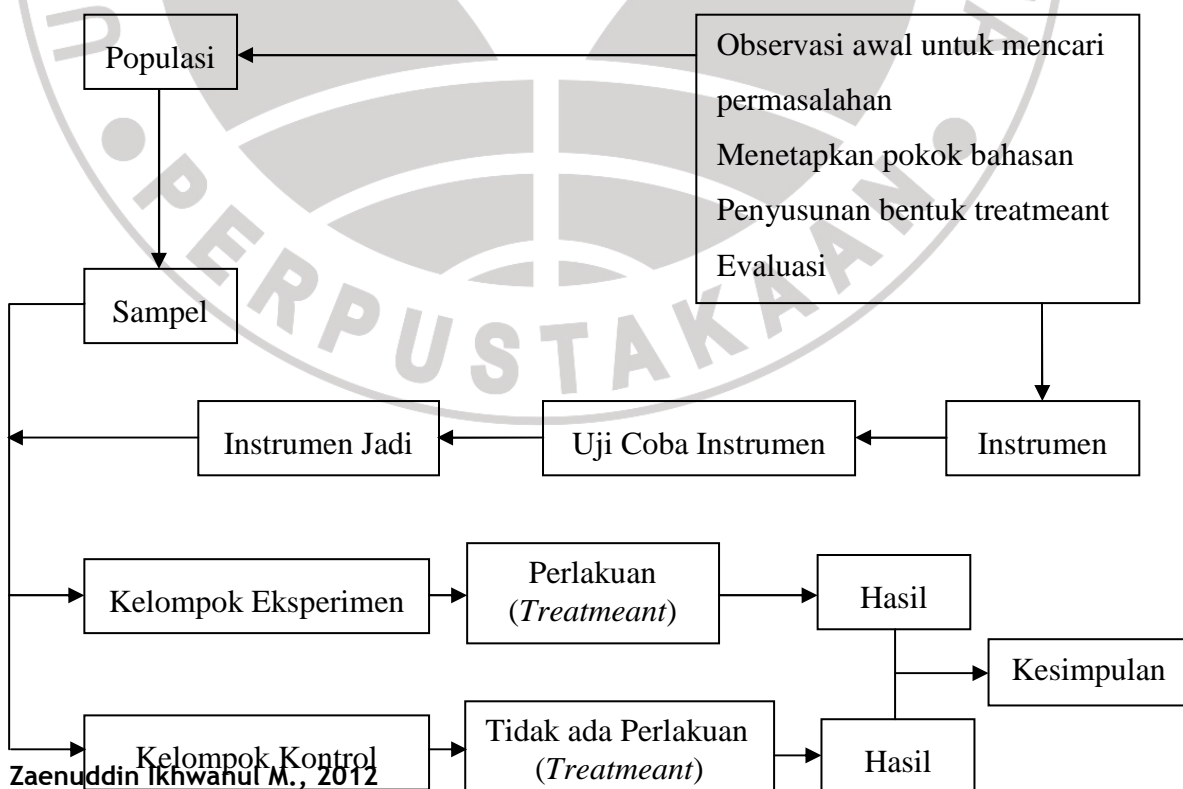 Populasi
Observasi awal untuk mencari
permasalahan
Menetapkan pokok bahasan
Penyusunan bentuk treatmeant
Evaluasi
PERPUSTAKAAN
Sampel
Instrumen Jadi
Uji Coba Instrumen
Instrumen
Kelompok Eksperimen
Perlakuan
(Treatmeant)
Hasil
Kesimpulan
Kelompok Kontrol
Tidak ada Perlakuan
(Treatmeant)
Hasil
Zaenuddin Ikhwanul M., 2012